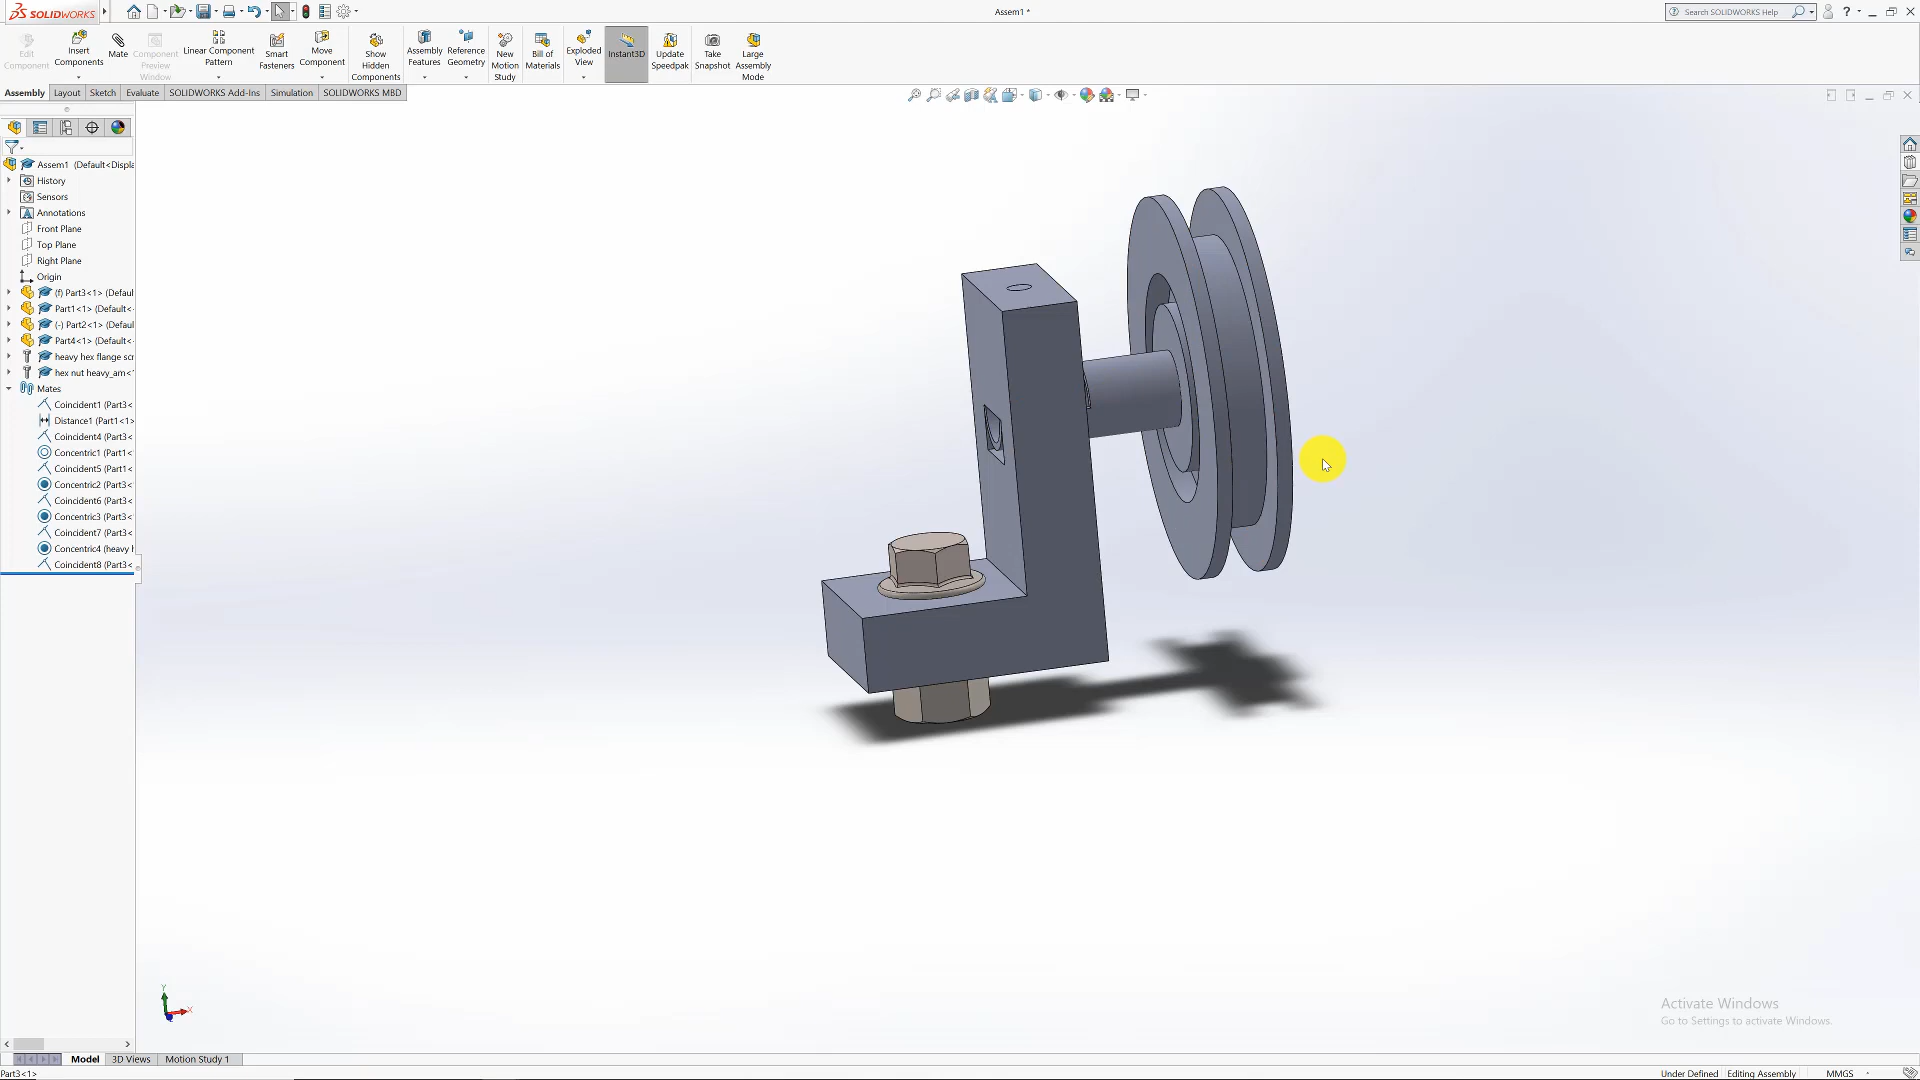 SOLIDWORKS
Assem1 *
Search SOLIDWORKS Help
?
Edit Component
Insert Components
Mate
Component Preview Window
Linear Component Pattern
Smart Fasteners
Move Component
Show Hidden Components
Assembly Features
Reference Geometry
New Motion Study
Bill of Materials
Exploded View
Instant3D
Update Speedpak
Take Snapshot
Large Assembly Mode
Assembly
Layout
Sketch
Evaluate
SOLIDWORKS Add-Ins
Simulation
SOLIDWORKS MBD
Assem1 (Default<Displa
History
Sensors
Annotations
Front Plane
Top Plane
Right Plane
Origin
(f) Part3<1> (Defaul
Part1<1> (Default<
(-) Part2<1> (Defaul
Part4<1> (Default<
heavy hex flange scr
hex nut heavy_am<
Mates
Coincident1 (Part3<
Distance1 (Part1<1>
Coincident4 (Part3<
Concentric1 (Part1<
Coincident5 (Part1<
Concentric2 (Part3<
Coincident6 (Part3<
Concentric3 (Part3<
Coincident7 (Part3<
Concentric4 (heavy h
Coincident8 (Part3<
Y
X
Activate Windows
Go to Settings to activate Windows.
Model
3D Views
Motion Study 1
Part3<1>
Under Defined
Editing Assembly
MMGS